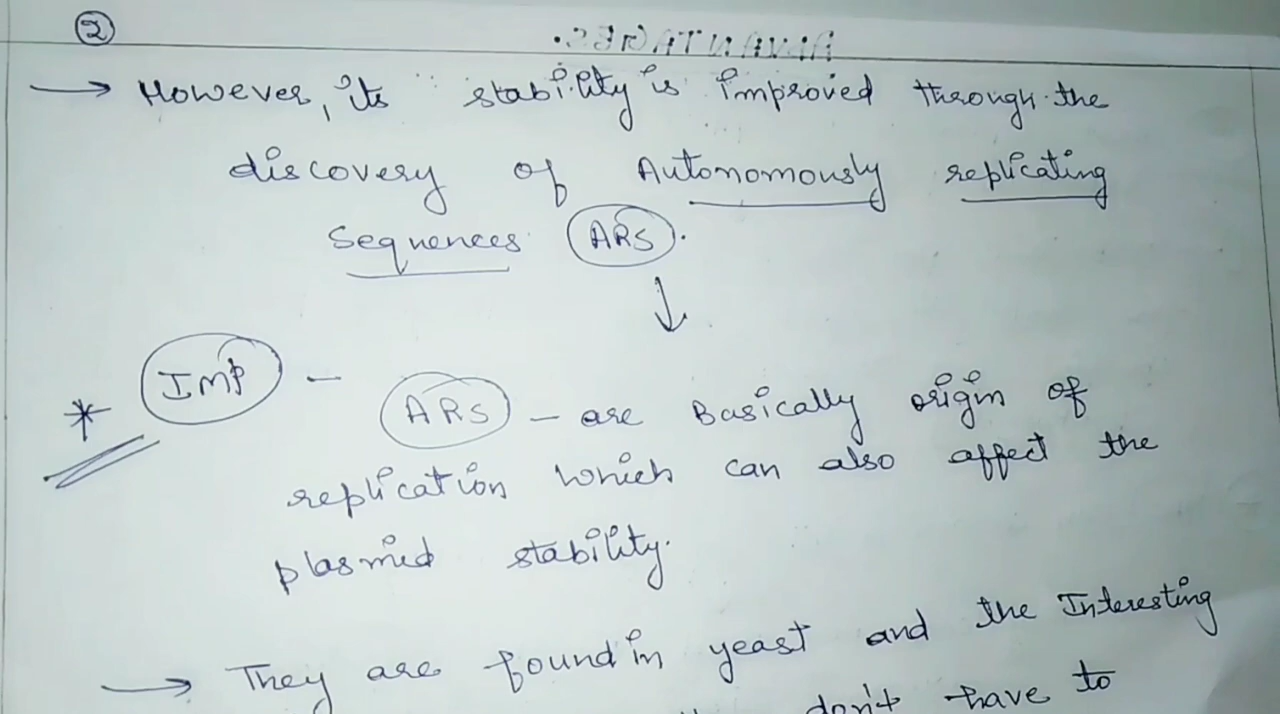 ②
→ However, its stability is improved through the
discovery of Autonomously replicating
Sequences (ARS).
↓
* IMP - ARS - are Basically origin of
replication which can also affect the
plasmid stability.
→ They are found in yeast and the Interesting
don't have to